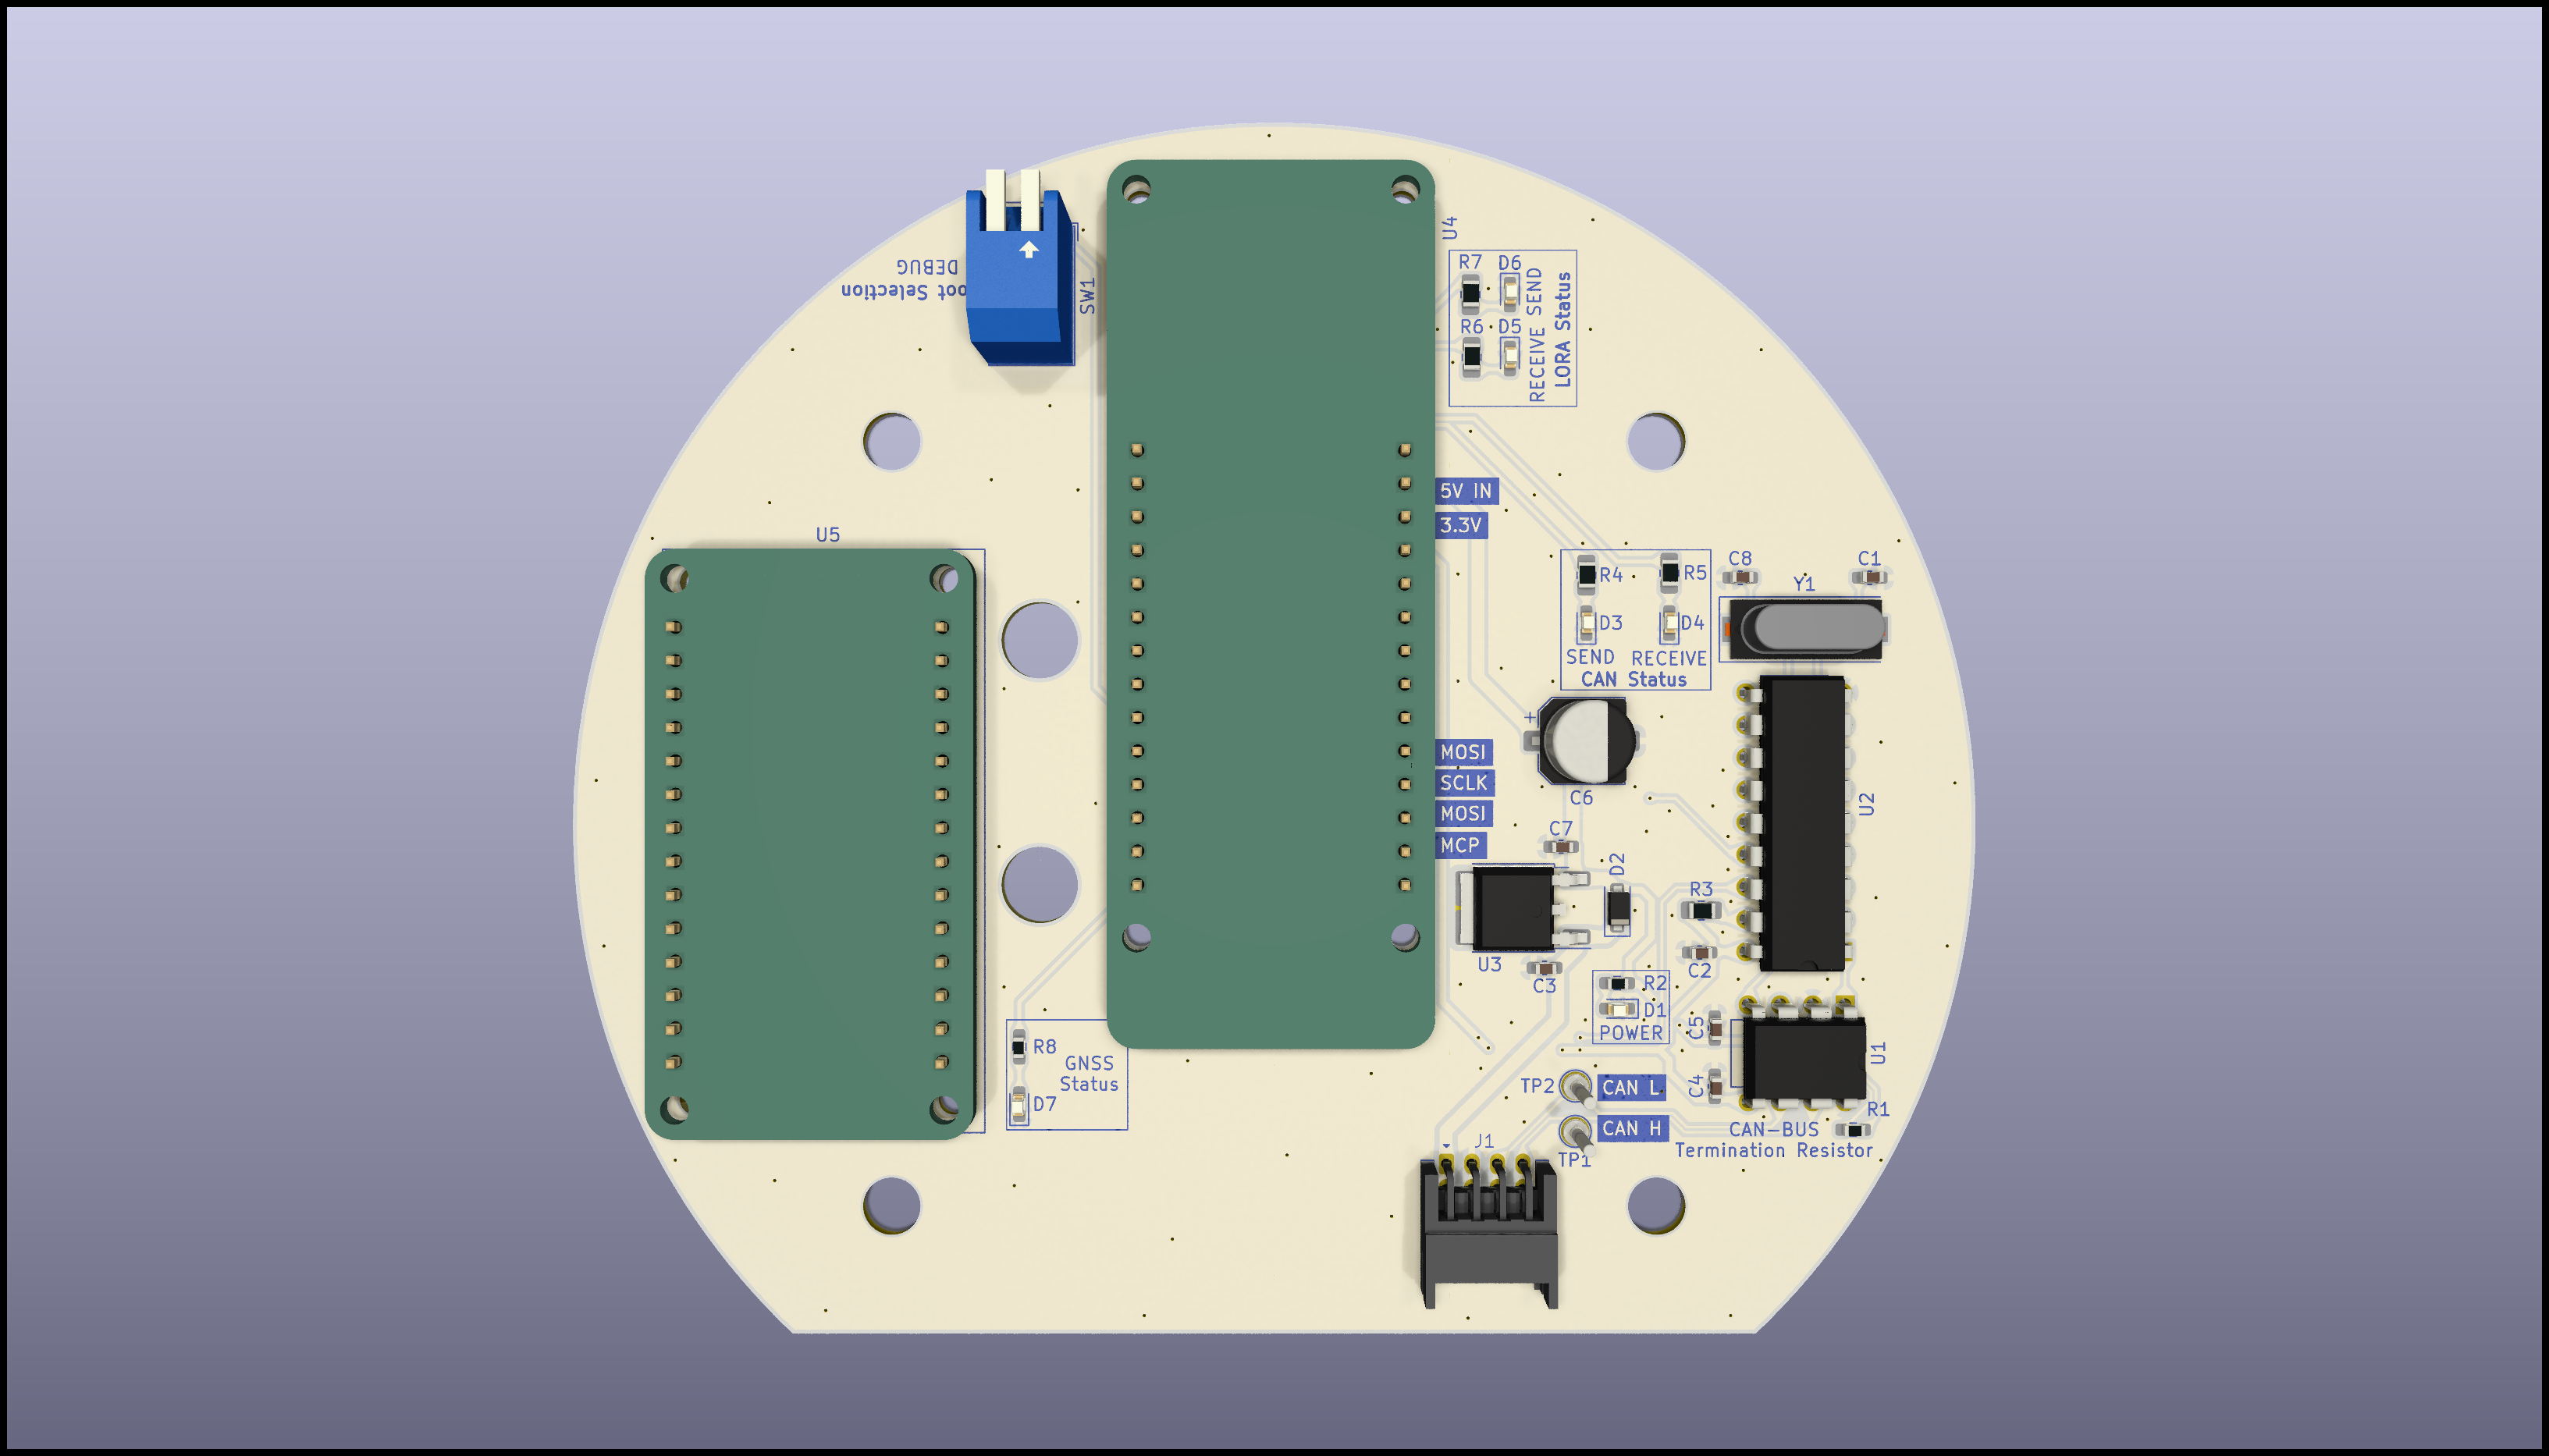 U4
R7
D6
R6
D5
RECEIVE SEND
LORA Status
DEBUG
oot Selection
SW1
5V IN
3.3V
U5
R4
R5
D3
D4
SEND
RECEIVE
CAN Status
C8
C1
Y1
+
C6
U2
MOSI
SCLK
MOSI
MCP
C7
D2
R3
U3
C3
C2
R2
D1
POWER
C5
C4
U1
R8
GNSS
Status
D7
TP2
CAN L
CAN H
TP1
J1
R1
CAN-BUS
Termination Resistor